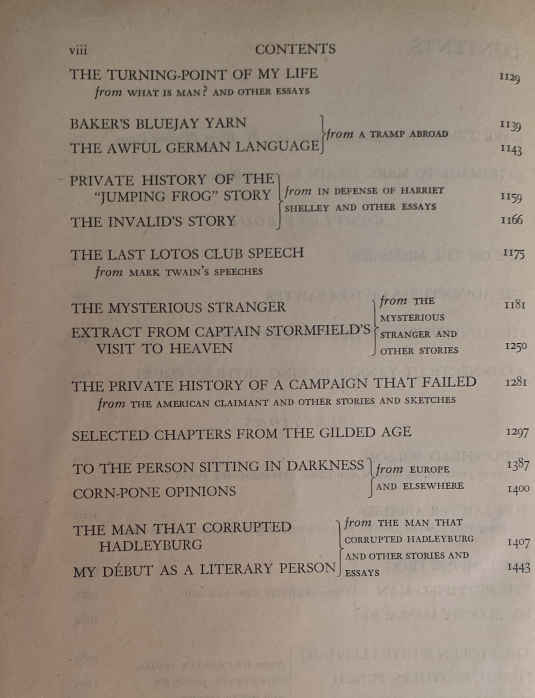 viii CONTENTS
THE TURNING-POINT OF MY LIFE 1129
from WHAT IS MAN? AND OTHER ESSAYS
BAKER'S BLUEJAY YARN 1139
from A TRAMP ABROAD
THE AWFUL GERMAN LANGUAGE 1143
PRIVATE HISTORY OF THE
"JUMPING FROG" STORY 1159
from IN DEFENSE OF HARRIET
SHELLEY AND OTHER ESSAYS
THE INVALID'S STORY 1166
THE LAST LOTOS CLUB SPEECH 1175
from MARK TWAIN'S SPEECHES
THE MYSTERIOUS STRANGER 1181
from THE
MYSTERIOUS
STRANGER AND
OTHER STORIES
EXTRACT FROM CAPTAIN STORMFIELD'S
VISIT TO HEAVEN 1250
THE PRIVATE HISTORY OF A CAMPAIGN THAT FAILED 1281
from THE AMERICAN CLAIMANT AND OTHER STORIES AND SKETCHES
SELECTED CHAPTERS FROM THE GILDED AGE 1297
TO THE PERSON SITTING IN DARKNESS 1387
from EUROPE
AND ELSEWHERE
CORN-PONE OPINIONS 1400
THE MAN THAT CORRUPTED
HADLEYBURG 1407
from THE MAN THAT
CORRUPTED HADLEYBURG
AND OTHER STORIES AND
ESSAYS
MY DÉBUT AS A LITERARY PERSON 1443